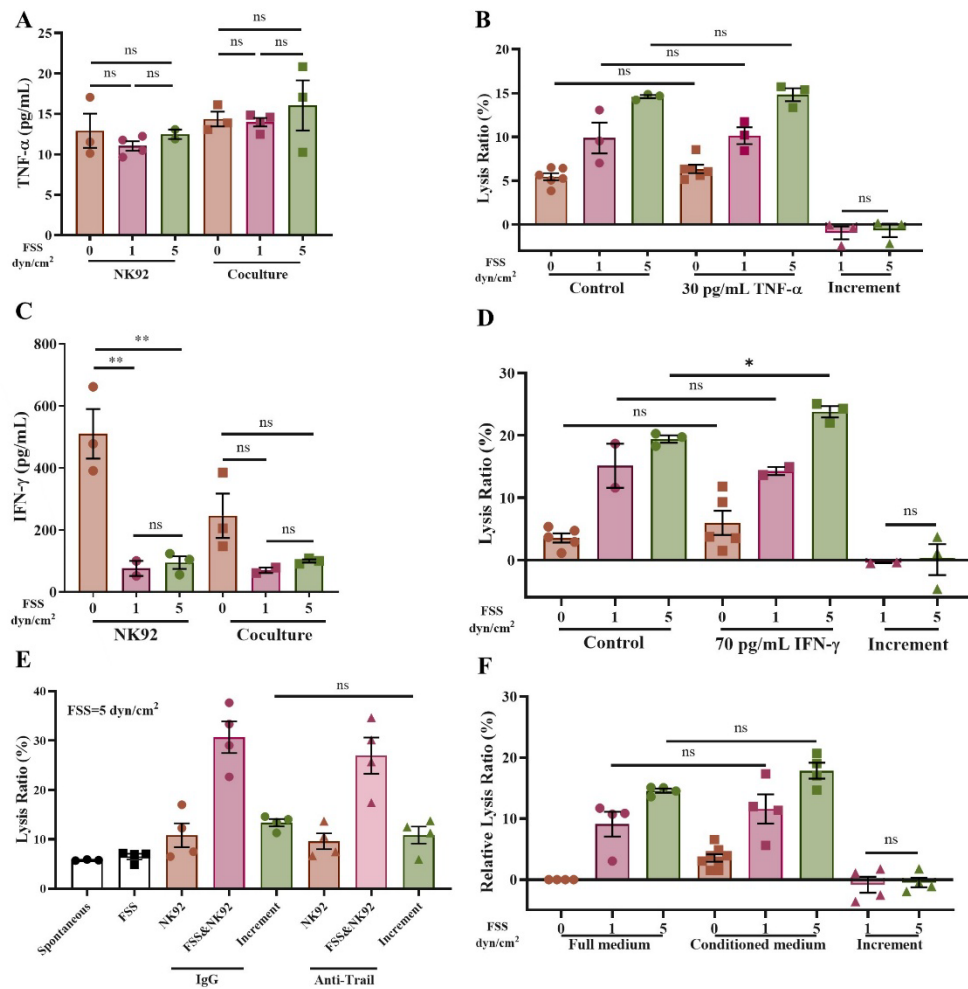 A
ns
ns
ns
ns
ns
ns
TNF-α (pg/mL)
25
20
15
10
5
0
FSS
dyn/cm²
0 1 5 0 1 5
NK92 Coculture
B
ns
ns
ns
ns
Lysis Ratio (%)
20
15
10
5
0
FSS
dyn/cm²
0 1 5 0 1 5 1 5
Control 30 pg/mL TNF-α Increment
C
**
**
ns
ns
ns
ns
IFN-γ (pg/mL)
800
600
400
200
0
FSS
dyn/cm²
0 1 5 0 1 5
NK92 Coculture
D
*
ns
ns
ns
Lysis Ratio (%)
30
20
10
0
FSS
dyn/cm²
0 1 5 0 1 5 1 5
Control 70 pg/mL IFN-γ Increment
E
ns
FSS=5 dyn/cm²
Lysis Ratio (%)
40
30
20
10
0
Spontaneous FSS NK92 FSS&NK92 Increment NK92 FSS&NK92 Increment
IgG Anti-Trail
F
ns
ns
ns
Relative Lysis Ratio (%)
30
20
10
0
FSS
dyn/cm²
0 1 5 0 1 5 1 5
Full medium Conditioned medium Increment